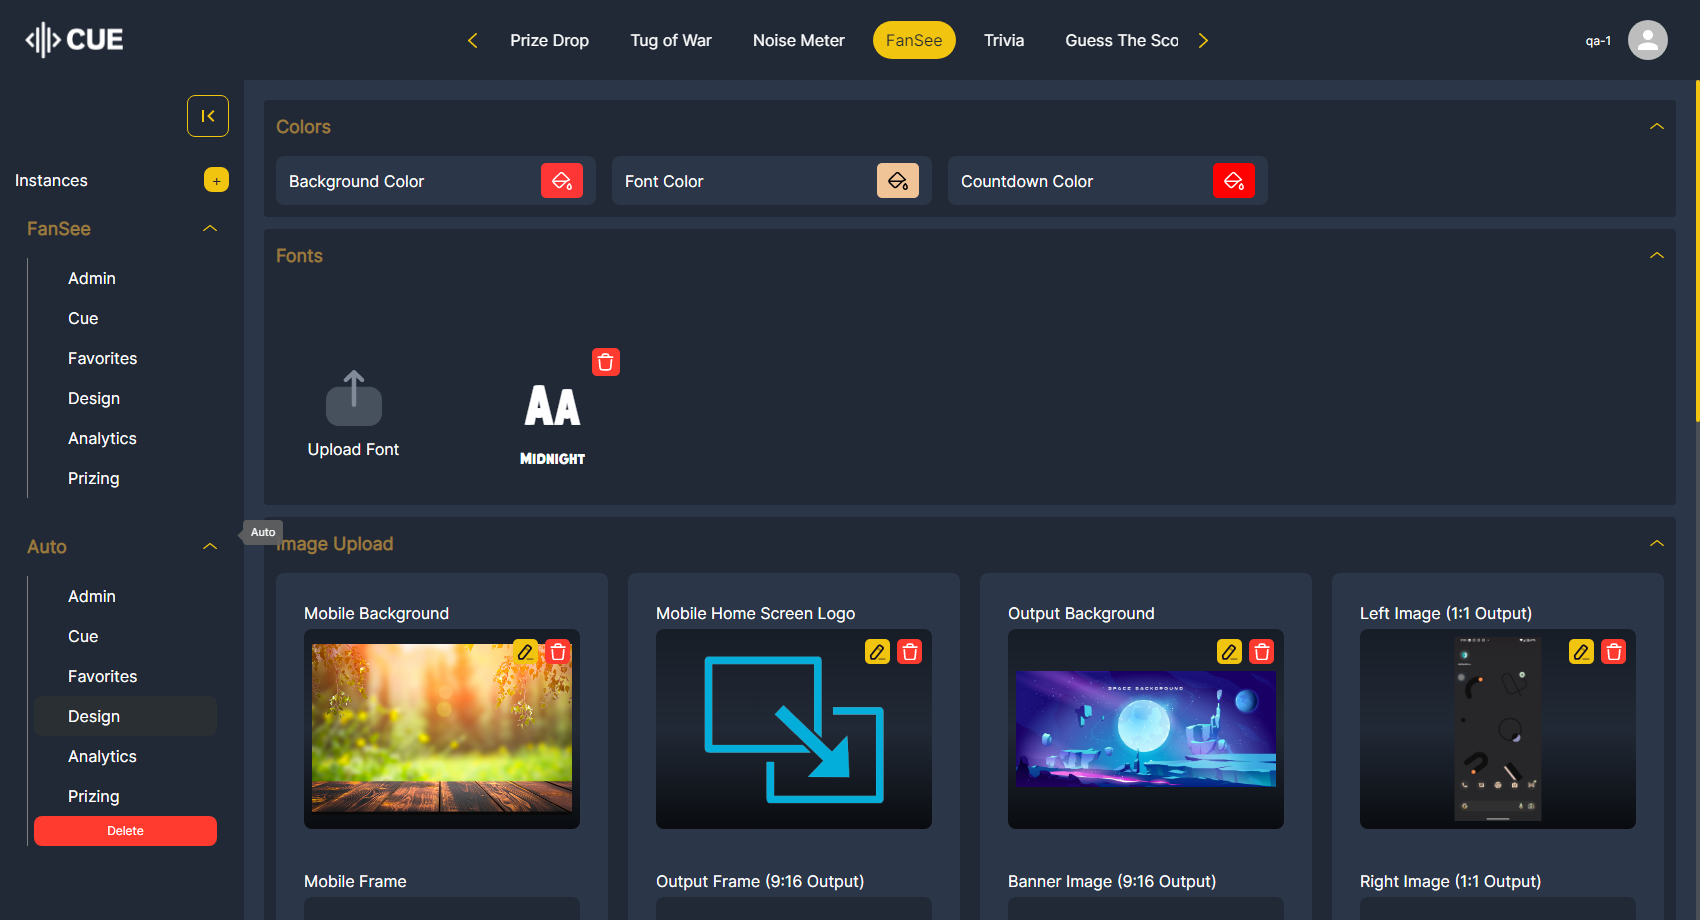 CUE
Prize Drop
Tug of War
Noise Meter
FanSee
Trivia
Guess The Sco
qa-1
Instances
+
FanSee
Admin
Cue
Favorites
Design
Analytics
Prizing
Auto
Admin
Cue
Favorites
Design
Analytics
Prizing
Delete
Auto
Colors
Background Color
Font Color
Countdown Color
Fonts
Upload Font
AA
MIDNIGHT
Image Upload
Mobile Background
Mobile Home Screen Logo
Output Background
SPACE BACKGROUND
Left Image (1:1 Output)
Mobile Frame
Output Frame (9:16 Output)
Banner Image (9:16 Output)
Right Image (1:1 Output)